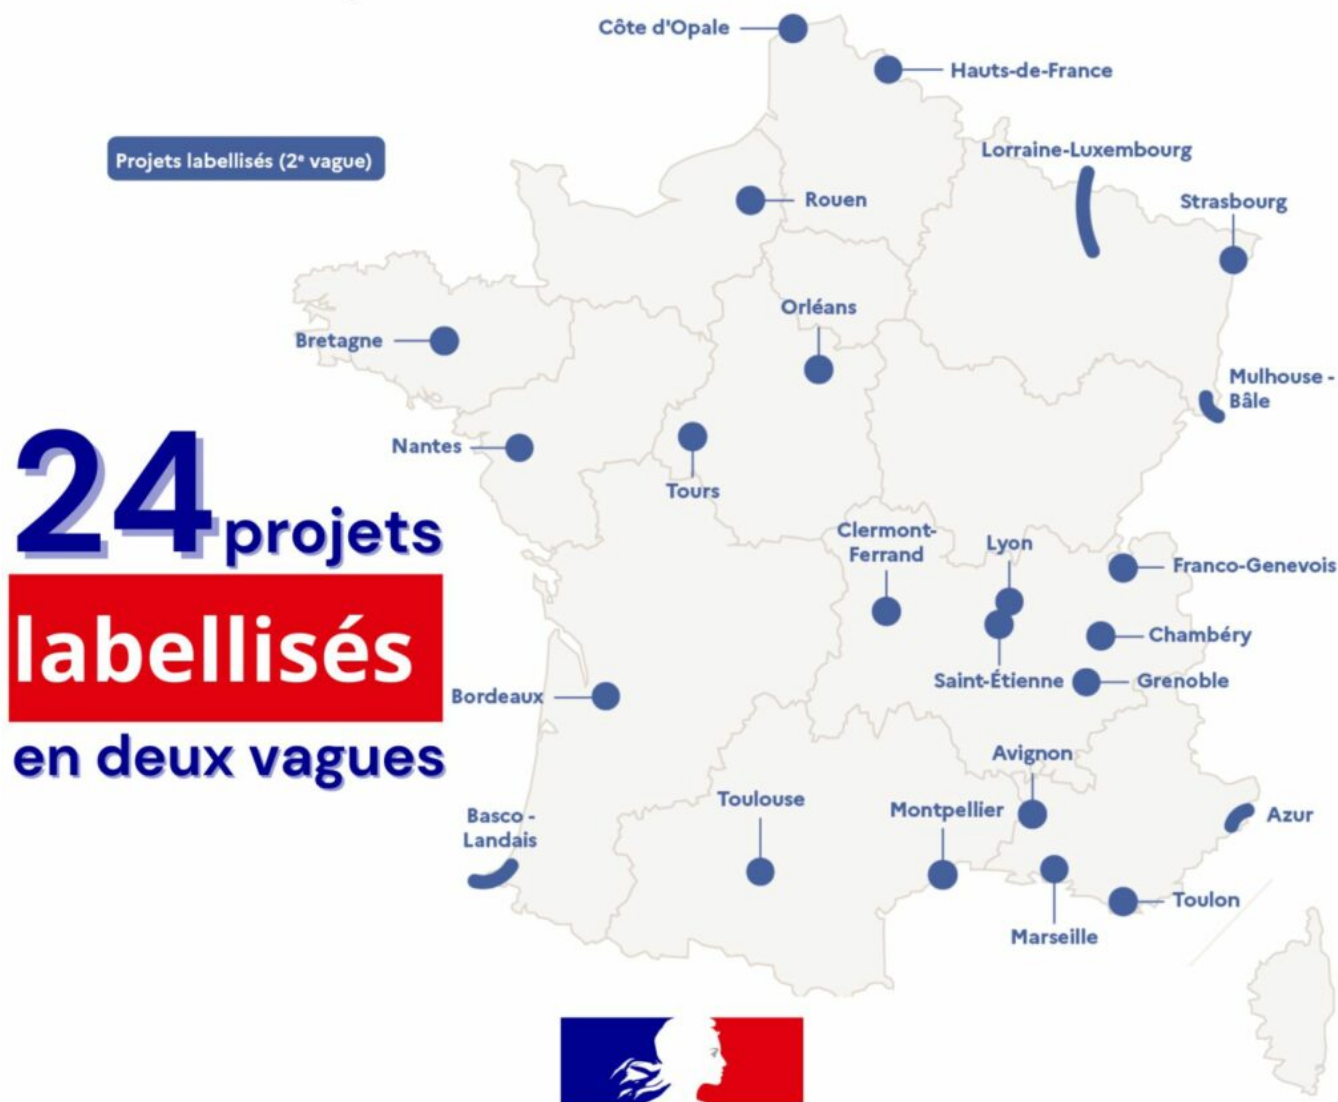 Côte d'Opale
Hauts-de-France
Projets labellisés (2ᵉ vague)
Lorraine-Luxembourg
Rouen
Strasbourg
Orléans
Bretagne
Mulhouse -
Bâle
Nantes
Tours
24 projets
labellisés
en deux vagues
Clermont-
Ferrand
Lyon
Franco-Genevois
Chambéry
Saint-Étienne
Grenoble
Bordeaux
Avignon
Toulouse
Montpellier
Azur
Basco -
Landais
Toulon
Marseille